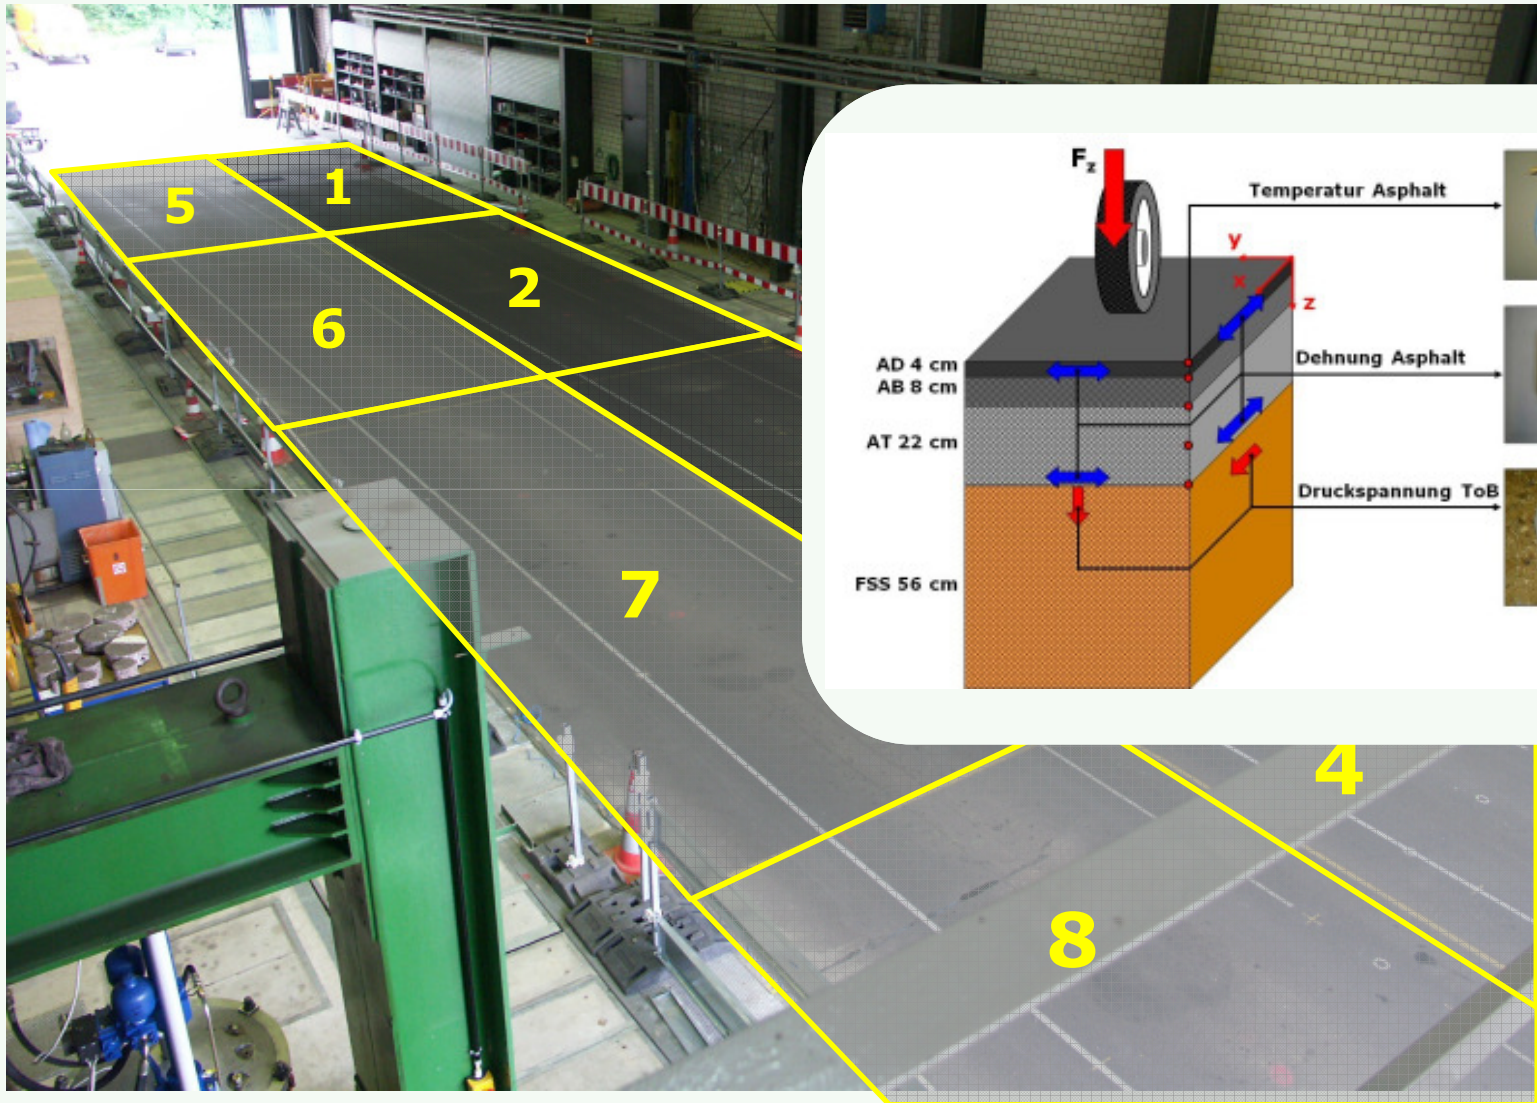 5
1
2
6
7
4
8
Fz
Temperatur Asphalt
y
x
z
AD 4 cm
Dehnung Asphalt
AB 8 cm
AT 22 cm
Druckspannung ToB
FSS 56 cm